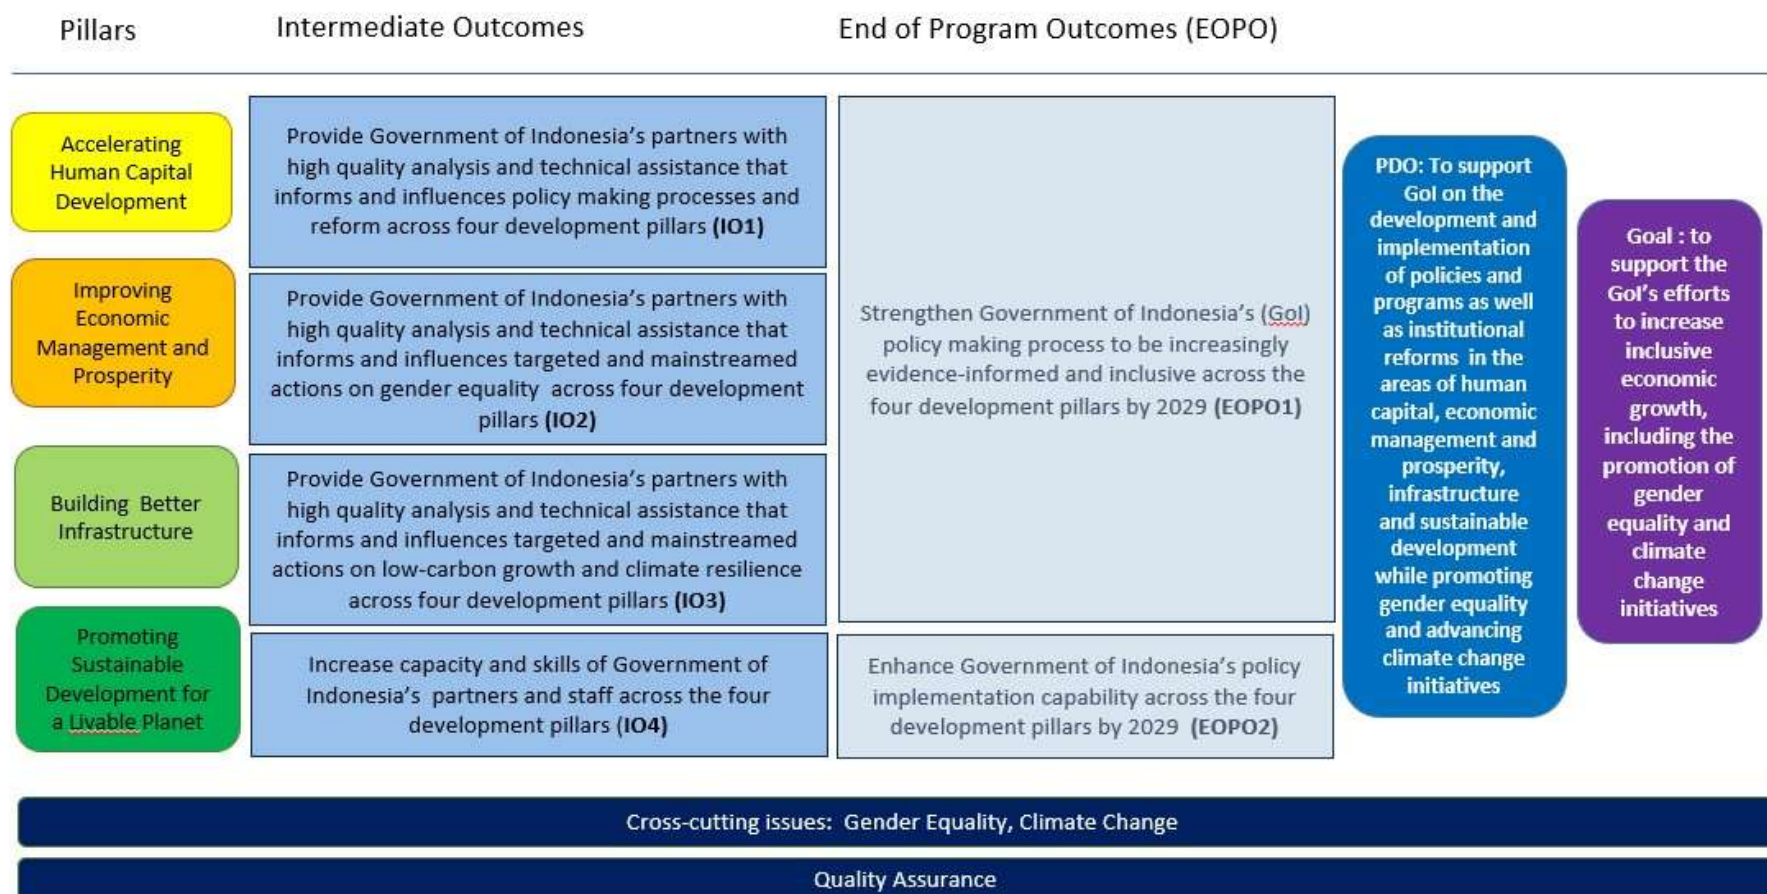 Pillars
Intermediate Outcomes
End of Program Outcomes (EOPO)
Accelerating
Human Capital
Development
Improving
Economic
Management and
Prosperity
Building  Better
Infrastructure
Promoting
Sustainable
Development for
a Livable Planet
Provide Government of Indonesia's partners with
high quality analysis and technical assistance that
informs and influences policy making processes and
reform across four development pillars (IO1)
Provide Government of Indonesia's partners with
high quality analysis and technical assistance that
informs and influences targeted and mainstreamed
actions on gender equality  across four development
pillars (IO2)
Provide Government of Indonesia's partners with
high quality analysis and technical assistance that
informs and influences targeted and mainstreamed
actions on low-carbon growth and climate resilience
across four development pillars (IO3)
Increase capacity and skills of Government of
Indonesia's  partners and staff across the four
development pillars (IO4)
Strengthen Government of Indonesia's (GoI)
policy making process to be increasingly
evidence-informed and inclusive across the
four development pillars by 2029 (EOPO1)
Enhance Government of Indonesia's policy
implementation capability across the four
development pillars by 2029  (EOPO2)
PDO: To support
GoI on the
development and
implementation
of policies and
programs as well
as institutional
reforms  in the
areas of human
capital, economic
management and
prosperity,
infrastructure
and sustainable
development
while promoting
gender equality
and advancing
climate change
initiatives
Goal : to
support the
GoI's efforts
to increase
inclusive
economic
growth,
including the
promotion of
gender
equality and
climate
change
initiatives
Cross-cutting issues:  Gender Equality, Climate Change
Quality Assurance